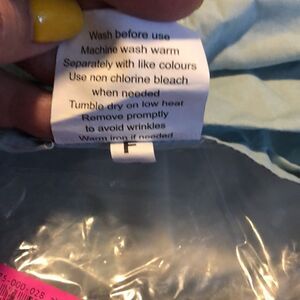 Wash before use
Machine wash warm
Separately with like colours
Use non chlorine bleach
when needed
Tumble dry on low heat
Remove promptly
to avoid wrinkles
Warm iron if needed
F